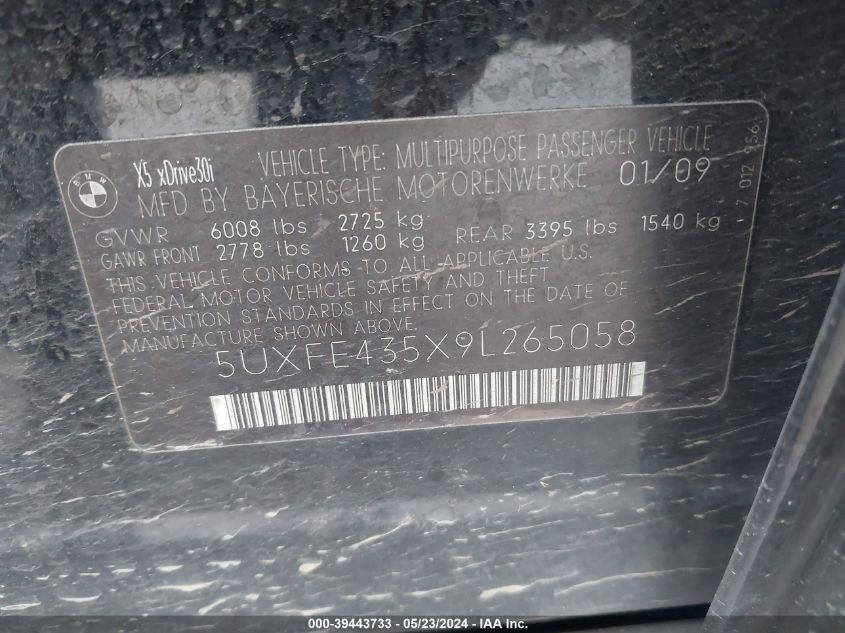 BMW
X5 xDrive30i VEHICLE TYPE: MULTIPURPOSE PASSENGER VEHICLE
MFD BY BAYERISCHE MOTORENWERKE 01/09
GVWR 6008 lbs 2725 kg
GAWR FRONT 2778 lbs 1260 kg REAR 3395 lbs 1540 kg
THIS VEHICLE CONFORMS TO ALL APPLICABLE U.S.
FEDERAL MOTOR VEHICLE SAFETY AND THEFT
PREVENTION STANDARDS IN EFFECT ON THE DATE OF
MANUFACTURE SHOWN ABOVE.
5UXFE435X9L265058
000-39443733 - 05/23/2024 - IAA Inc.